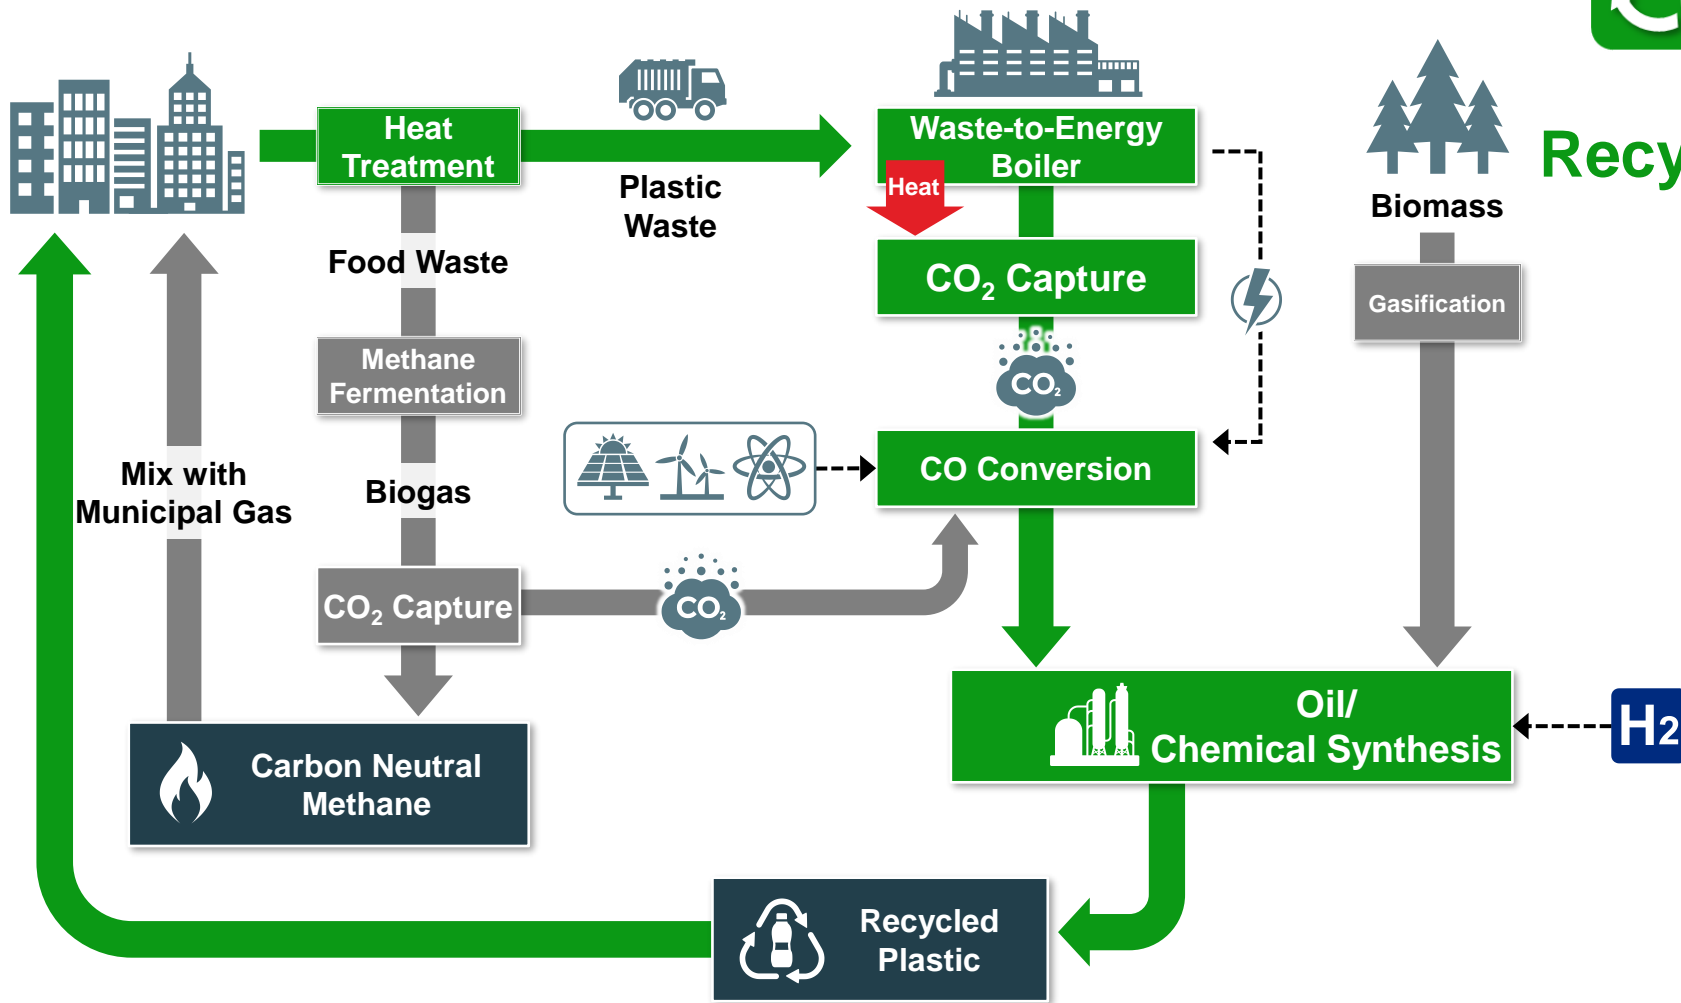 Heat
Treatment
Plastic
Waste
Waste-to-Energy
Boiler
Heat
CO₂ Capture
CO₂
CO Conversion
Biomass
Gasification
Recy
Food Waste
Methane
Fermentation
Biogas
CO₂ Capture
CO₂
Mix with
Municipal Gas
Carbon Neutral
Methane
Oil/
Chemical Synthesis
H2
Recycled
Plastic